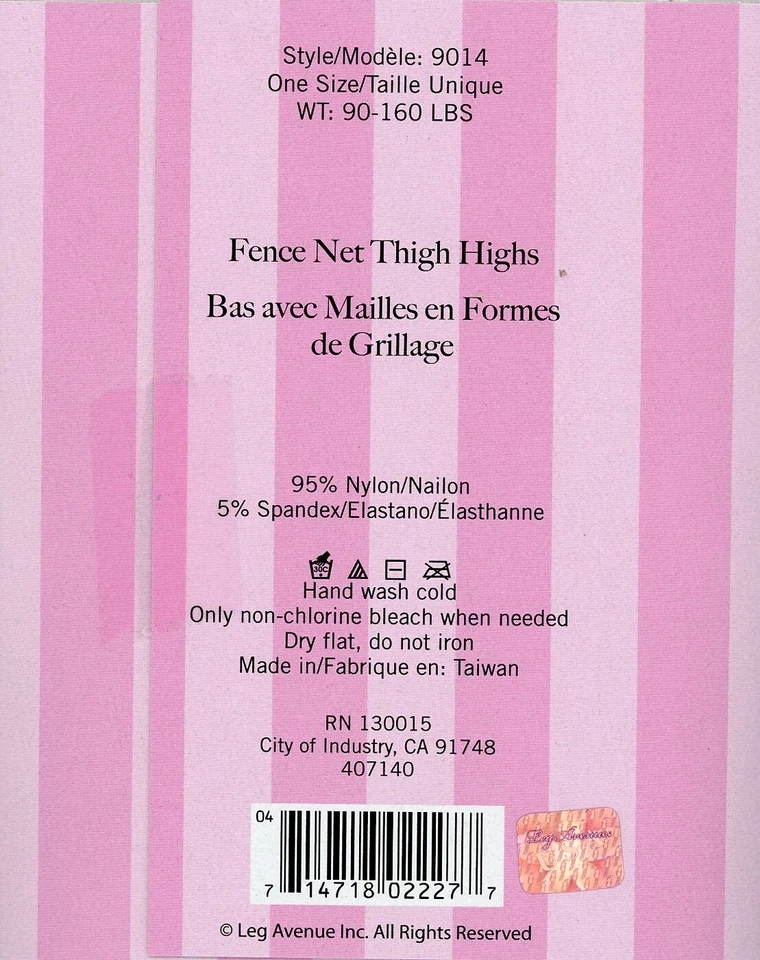 Style/Modèle: 9014
One Size/Taille Unique
WT: 90-160 LBS
Fence Net Thigh Highs
Bas avec Mailles en Formes
de Grillage
95% Nylon/Nailon
5% Spandex/Elastano/Élasthanne
30C
Hand wash cold
Only non-chlorine bleach when needed
Dry flat, do not iron
Made in/Fabrique en: Taiwan
RN 130015
City of Industry, CA 91748
407140
04
7 14718 02227 7
Leg Avenue
© Leg Avenue Inc. All Rights Reserved